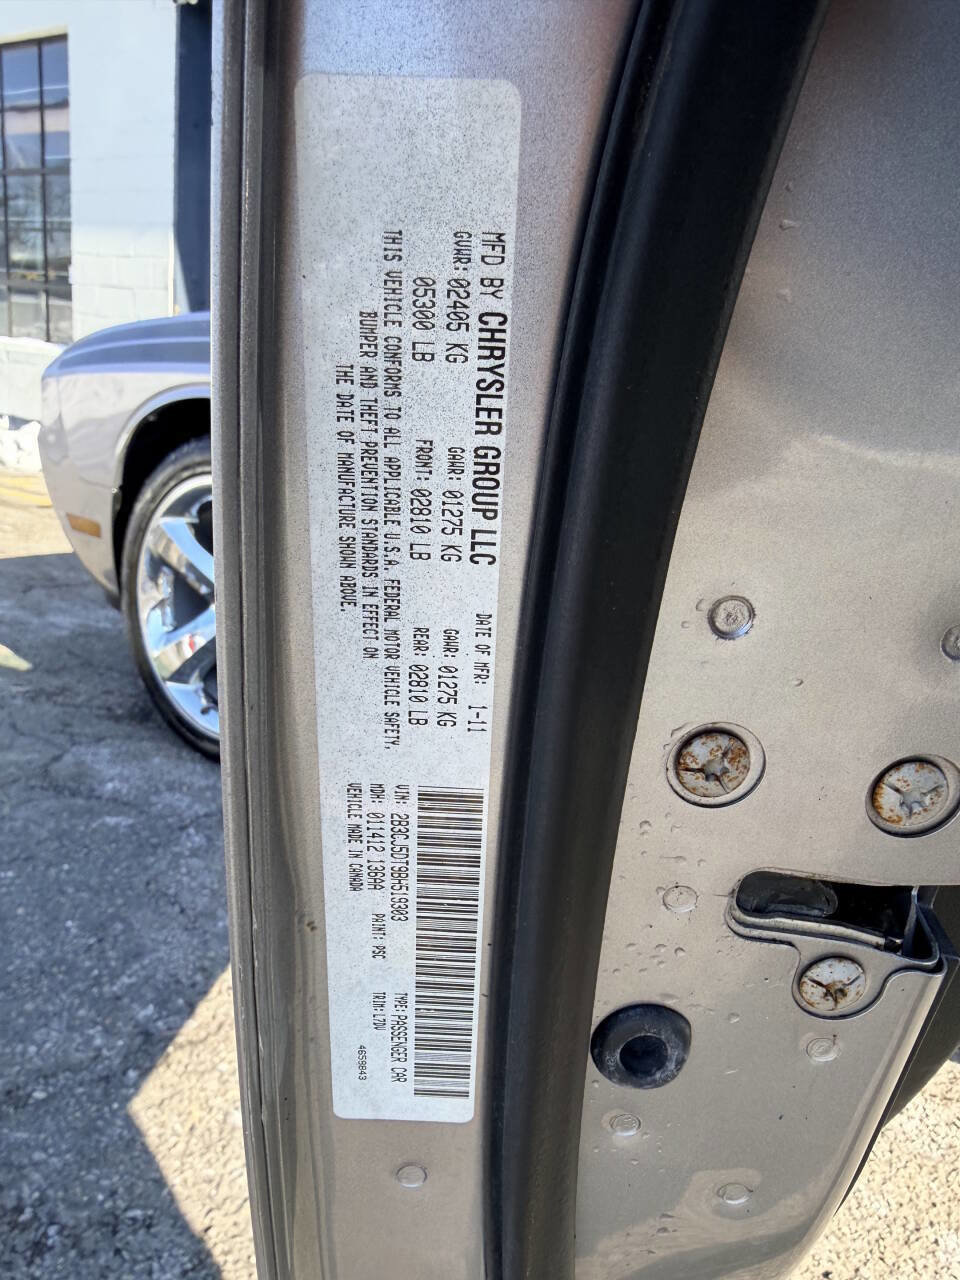 MFD BY CHRYSLER GROUP LLC DATE OF MFR: 1-11
GVWR: 02405 KG GAWR: 01275 KG GAWR: 01275 KG
05300 LB FRONT: 02810 LB REAR: 02810 LB
THIS VEHICLE CONFORMS TO ALL APPLICABLE U.S.A. FEDERAL MOTOR VEHICLE SAFETY,
BUMPER AND THEFT PREVENTION STANDARDS IN EFFECT ON
THE DATE OF MANUFACTURE SHOWN ABOVE.
VIN: 2B3CJ5DT9BH519303 TYPE: PASSENGER CAR
MDH: 011412 136AA PAINT: PSC TRIM: L7DV
VEHICLE MADE IN CANADA 4658843